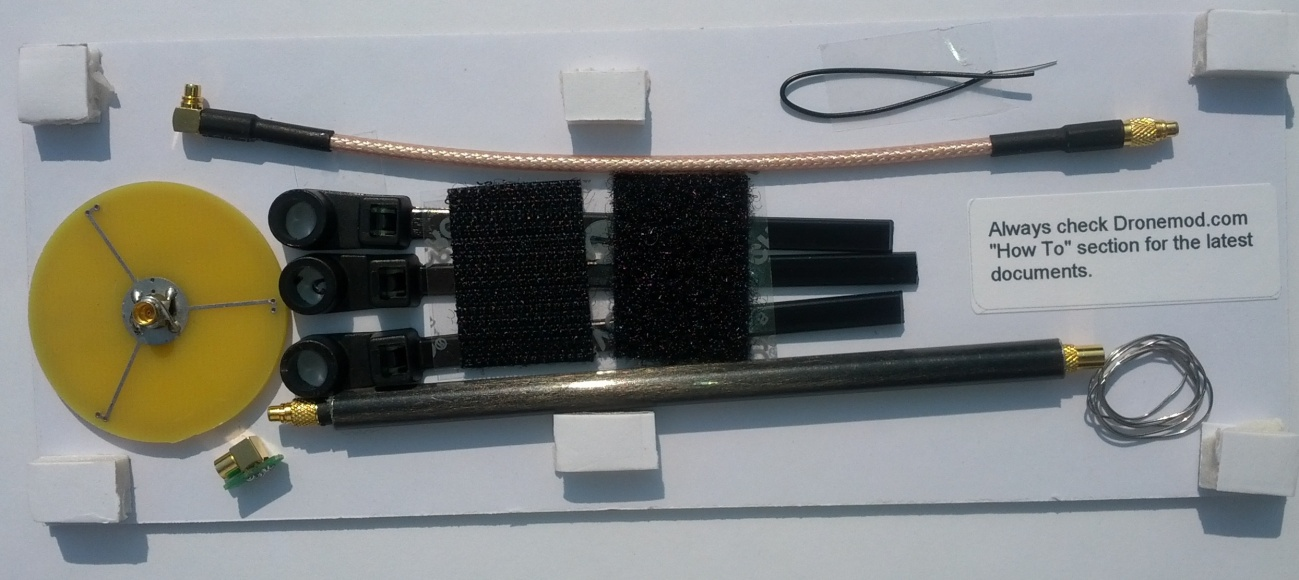 Always check Dronemod.com
"How To" section for the latest
documents.